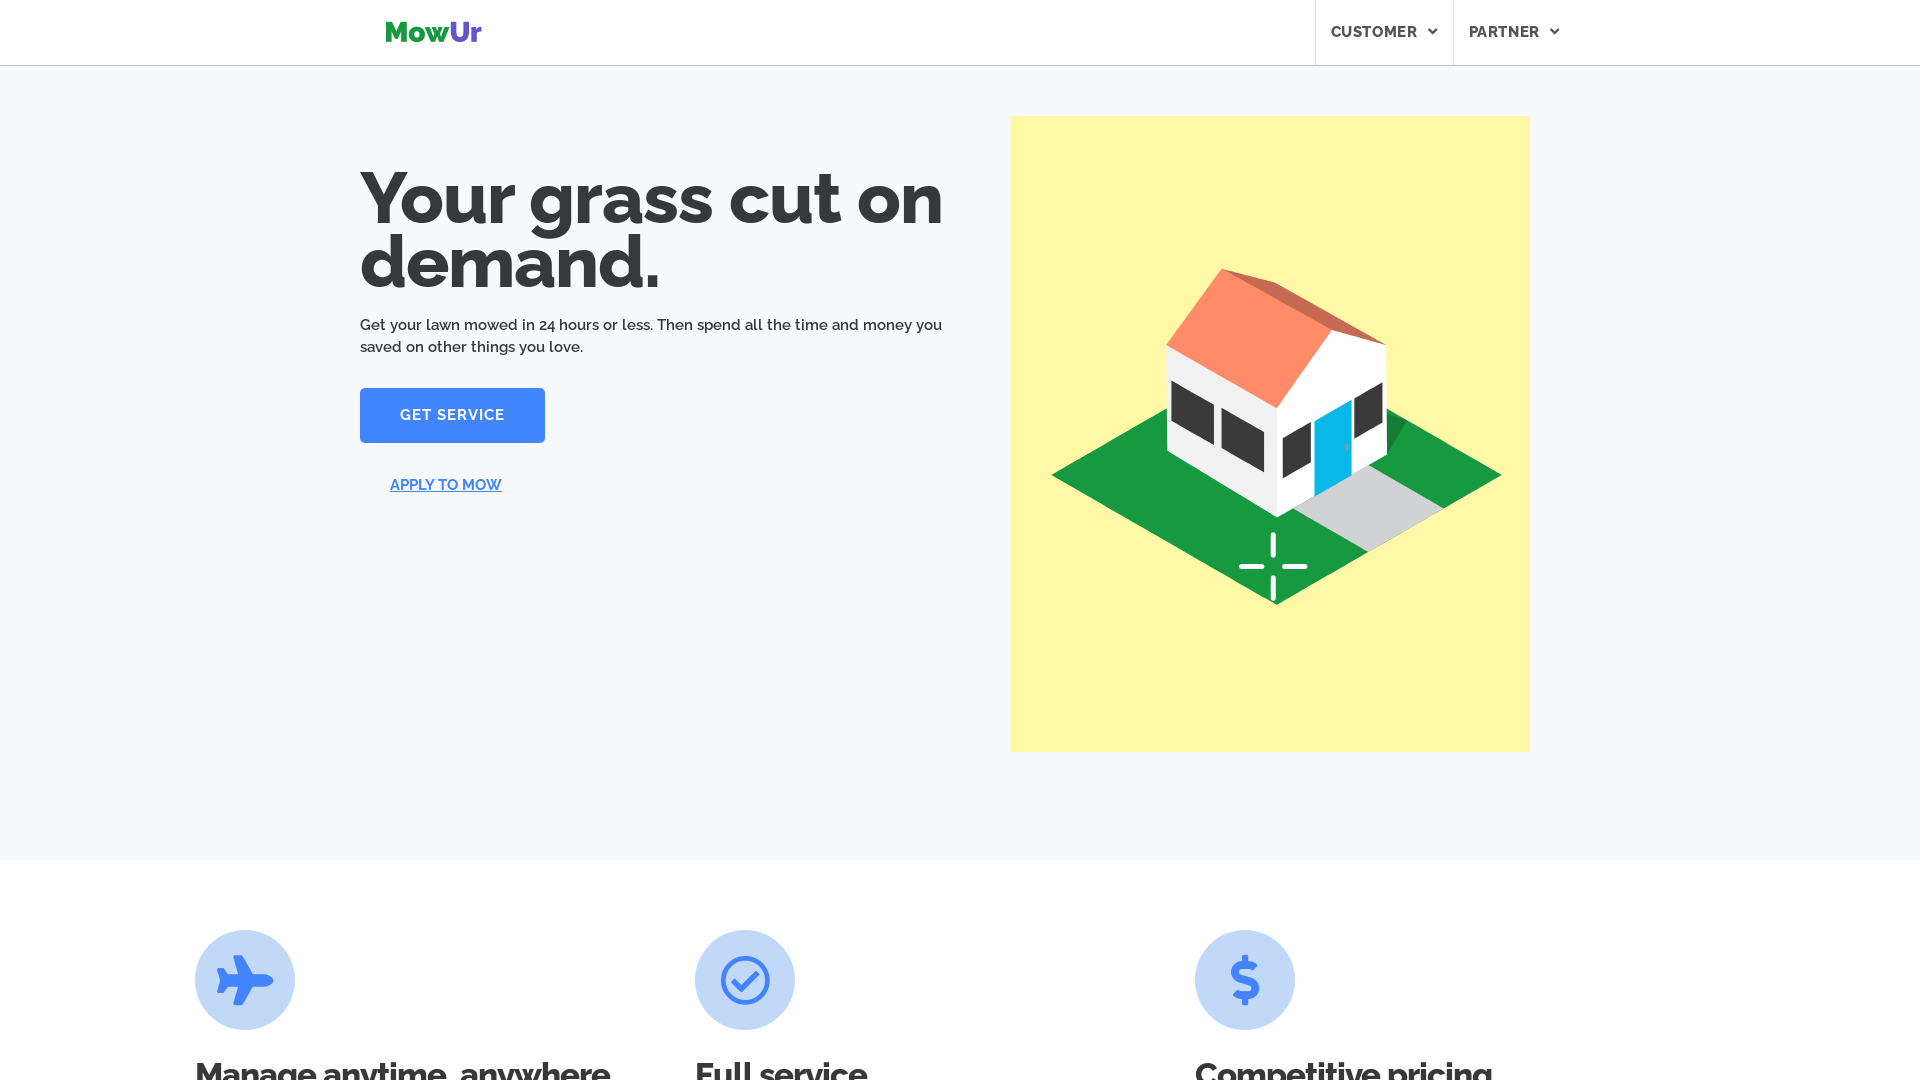 MowUr
CUSTOMER
PARTNER
Your grass cut on
demand.
Get your lawn mowed in 24 hours or less. Then spend all the time and money you
saved on other things you love.
GET SERVICE
APPLY TO MOW
Manage anytime, anywhere
Full service
Competitive pricing